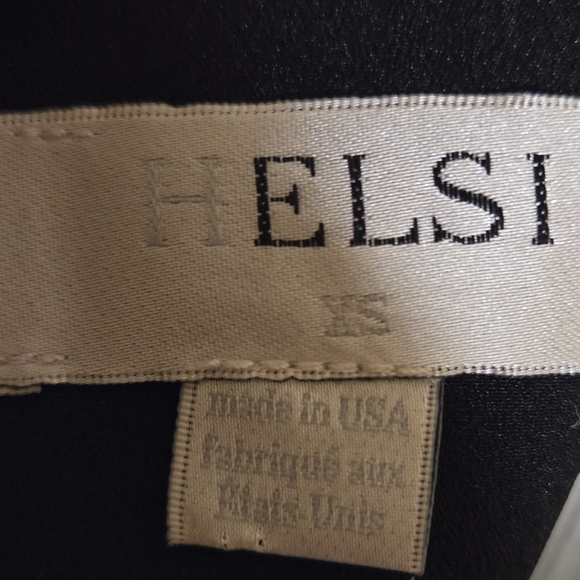 HELSI
XS
made in USA
fabriqué aux
États-Unis